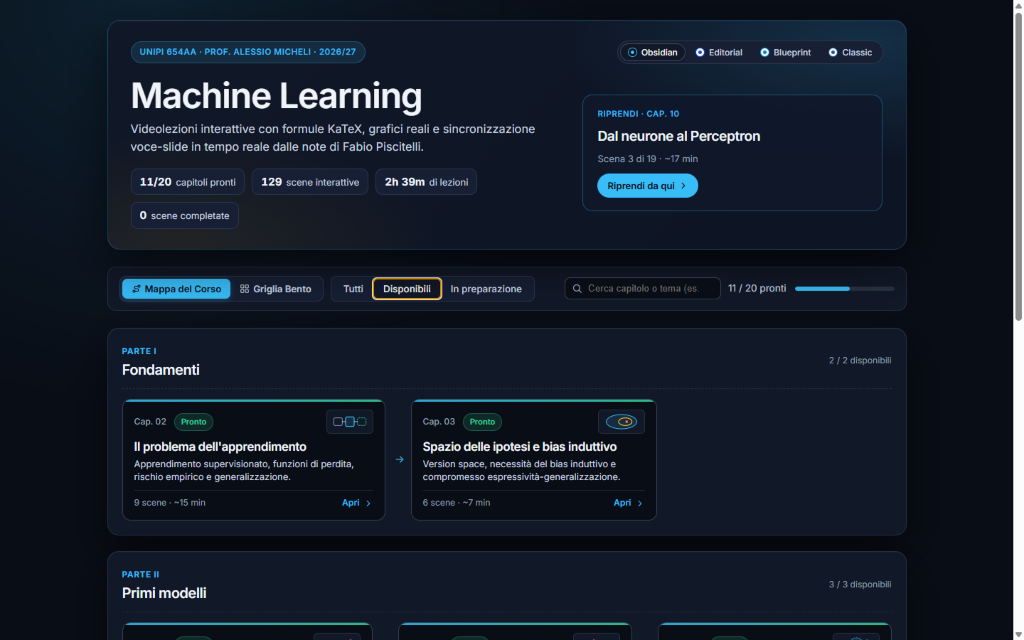 UNIPI 654AA · PROF. ALESSIO MICHELI · 2026/27
Obsidian
Editorial
Blueprint
Classic
Machine Learning
Videolezioni interattive con formule KaTeX, grafici reali e sincronizzazione
voce-slide in tempo reale dalle note di Fabio Piscitelli.
11/20 capitoli pronti
129 scene interattive
2h 39m di lezioni
0 scene completate
RIPRENDI · CAP. 10
Dal neurone al Perceptron
Scena 3 di 19 · ~17 min
Riprendi da qui
Mappa del Corso
Griglia Bento
Tutti
Disponibili
In preparazione
Cerca capitolo o tema (es.
11 / 20 pronti
PARTE I
Fondamenti
2 / 2 disponibili
Cap. 02
Pronto
Il problema dell'apprendimento
Apprendimento supervisionato, funzioni di perdita,
rischio empirico e generalizzazione.
9 scene · ~15 min
Apri
Cap. 03
Pronto
Spazio delle ipotesi e bias induttivo
Version space, necessità del bias induttivo e
compromesso espressività-generalizzazione.
6 scene · ~7 min
Apri
PARTE II
Primi modelli
3 / 3 disponibili